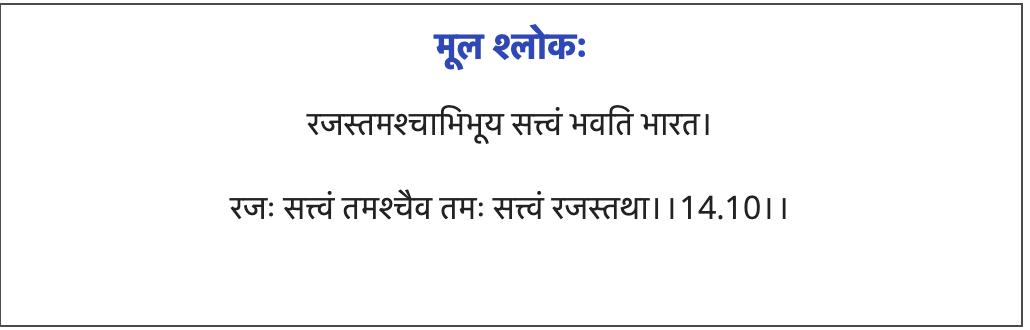 मूल श्लोकः
रजस्तमश्चाभिभूय सत्त्वं भवति भारत।
रजः सत्त्वं तमश्चैव तमः सत्त्वं रजस्तथा।।14.10।।